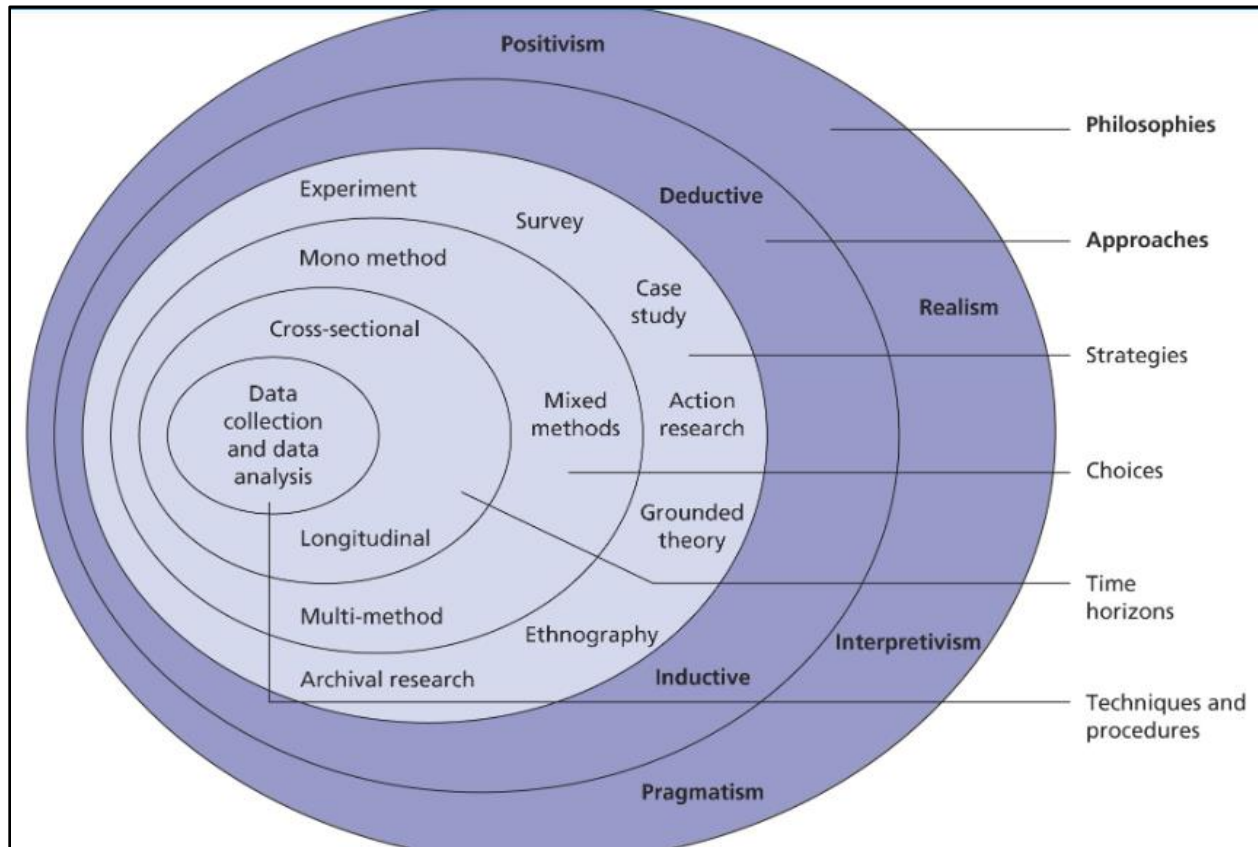 Positivism
Philosophies
Experiment
Deductive
Survey
Approaches
Mono method
Case
study
Realism
Cross-sectional
Strategies
Data
collection
and data
analysis
Mixed
methods
Action
research
Choices
Grounded
theory
Longitudinal
Time
horizons
Multi-method
Ethnography
Interpretivism
Archival research
Inductive
Techniques and
procedures
Pragmatism